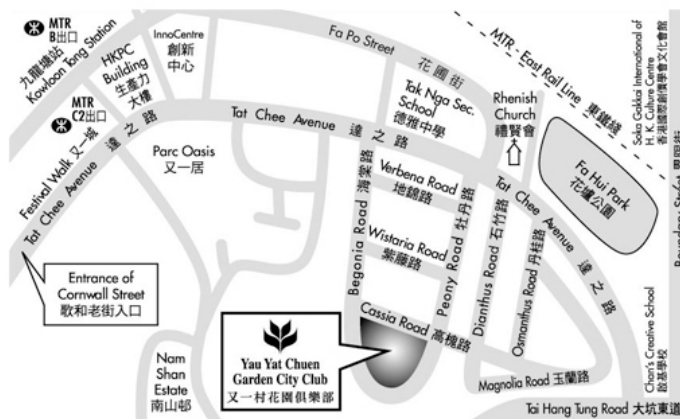 MTR
B出口
九龍塘站
Kowloon Tong Station
HKPC
Building
生產力
大樓
InnoCentre
創新
中心
Fa Po Street 花圃街
MTR - East Rail Line 東鐵綫
Soka Gakkai International of
H. K. Culture Centre
香港國際創價學會文化會館
MTR
C2出口
Festival Walk 又一城
Tat Chee Avenue 達之路
Tat Chee Avenue 達之路
Tak Nga Sec.
School
德雅中學
Rhenish
Church
禮賢會
Fa Hui Park
花墟公園
Parc Oasis
又一居
Verbena Road
地錦路
Wistaria Road
紫藤路
Begonia Road 海棠路
Peony Road 牡丹路
Dianthus Road 石竹路
Osmanthus Road 丹桂路
Tat Chee Avenue 達之路
Entrance of
Cornwall Street
歌和老街入口
Cassia Road 高槐路
Yau Yat Chuen
Garden City Club
又一村花園俱樂部
Nam
Shan
Estate
南山邨
Magnolia Road 玉蘭路
Chan's Creative School
啟基學校
Boundary Street 界限街
Tai Hang Tung Road 大坑東道